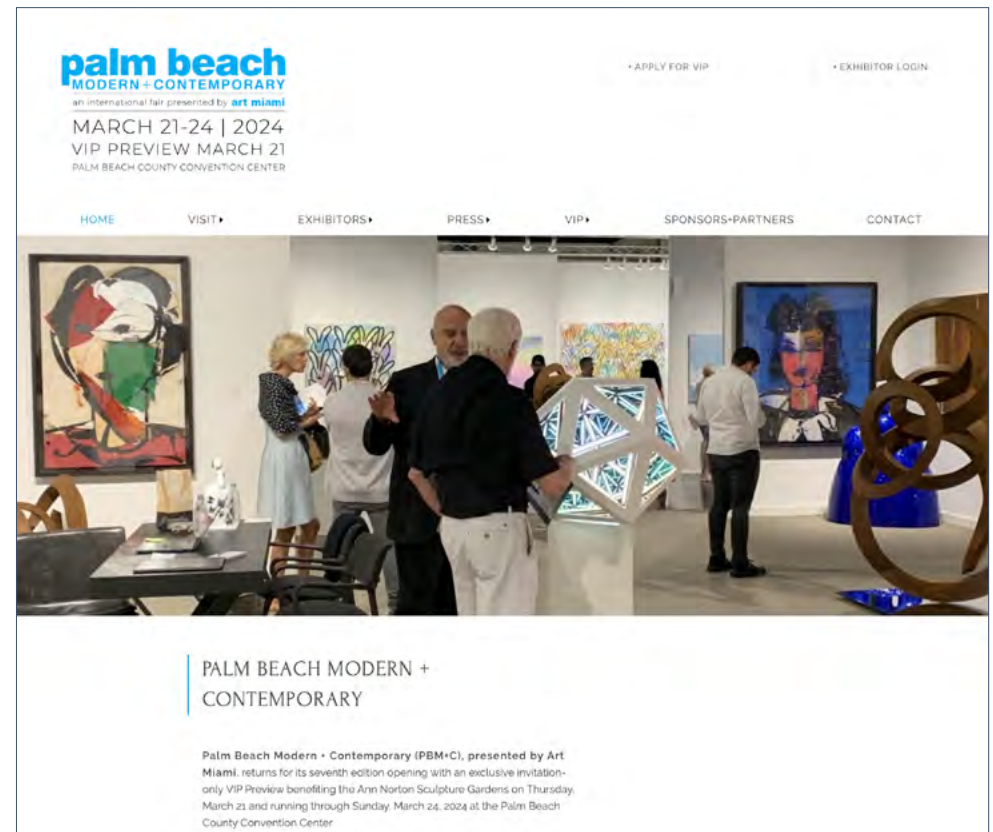 palm beach
MODERN+CONTEMPORARY
an international fair presented by art miami
MARCH 21-24 | 2024
VIP PREVIEW MARCH 21
PALM BEACH COUNTY CONVENTION CENTER
• APPLY FOR VIP
• EXHIBITOR LOGIN
HOME VISIT EXHIBITORS PRESS VIP SPONSORS+PARTNERS CONTACT
PALM BEACH MODERN +
CONTEMPORARY
Palm Beach Modern + Contemporary (PBM+C), presented by Art
Miami, returns for its seventh edition opening with an exclusive invitation-
only VIP Preview benefiting the Ann Norton Sculpture Gardens on Thursday,
March 21 and running through Sunday, March 24, 2024 at the Palm Beach
County Convention Center